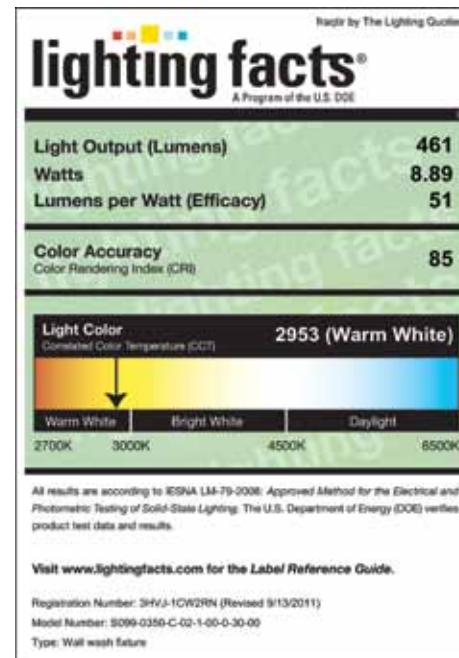 by The Lighting
lighting facts®
A Program of the U.S. DOE
Light Output (Lumens) 461
Watts 8.89
Lumens per Watt (Efficacy) 51
Color Accuracy 85
Color Rendering Index (CRI)
Light Color 2953 (Warm White)
Correlated Color Temperature (CCT)
Warm White Bright White Daylight
2700K 3000K 4500K 6500K
All results are according to IESNA LM-79-2008: Approved Method for the Electrical and
Photometric Testing of Solid-State Lighting. The U.S. Department of Energy (DOE) verifies
product test data and results.
Visit www.lightingfacts.com for the Label Reference Guide.
Registration Number: 3HVJ-1CW2RN (Revised 9/13/2011)
Model Number: S099-0350-C-02-1-00-0-30-00
Type: Wall wash fixture